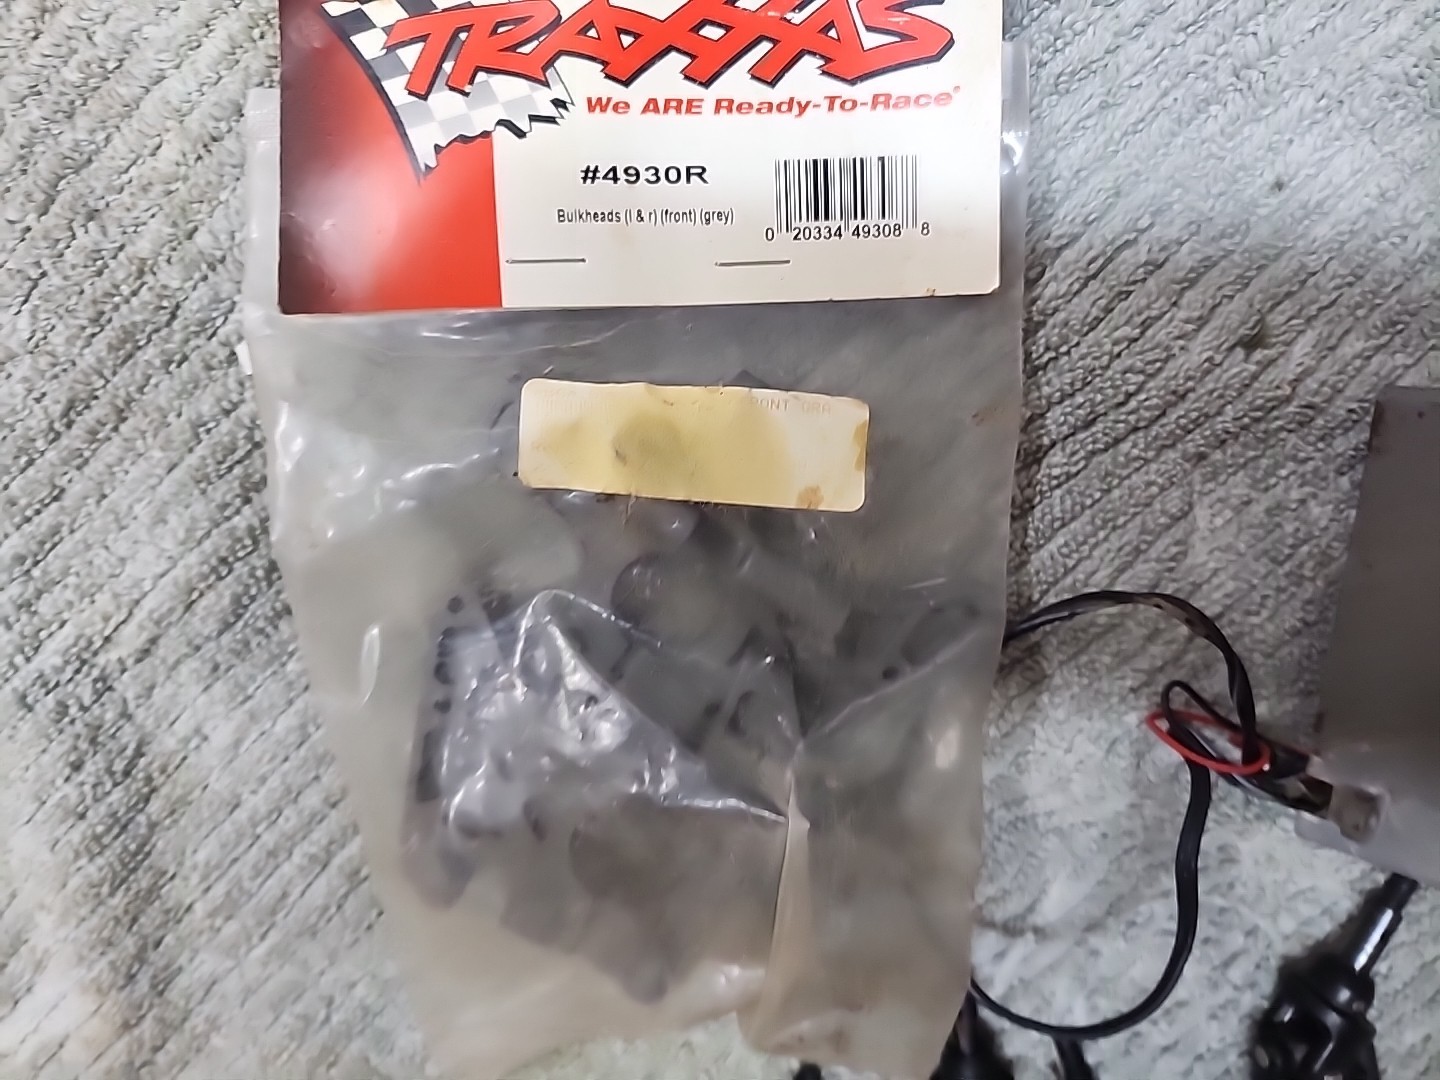 TRAXXAS
We ARE Ready-To-Race®
#4930R
Bulkheads (l & r) (front) (grey)
0 20334 49308 8